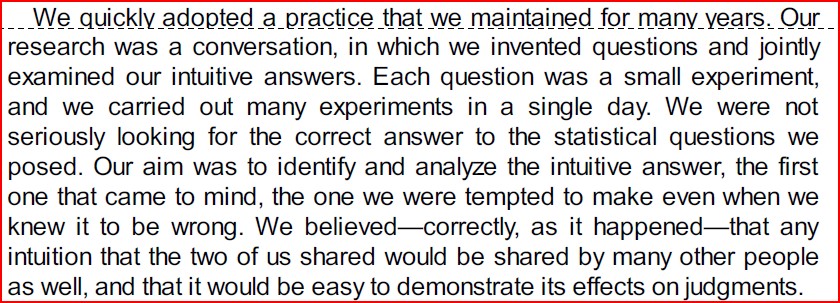 We quickly adopted a practice that we maintained for many years. Our
research was a conversation, in which we invented questions and jointly
examined our intuitive answers. Each question was a small experiment,
and we carried out many experiments in a single day. We were not
seriously looking for the correct answer to the statistical questions we
posed. Our aim was to identify and analyze the intuitive answer, the first
one that came to mind, the one we were tempted to make even when we
knew it to be wrong. We believed—correctly, as it happened—that any
intuition that the two of us shared would be shared by many other people
as well, and that it would be easy to demonstrate its effects on judgments.